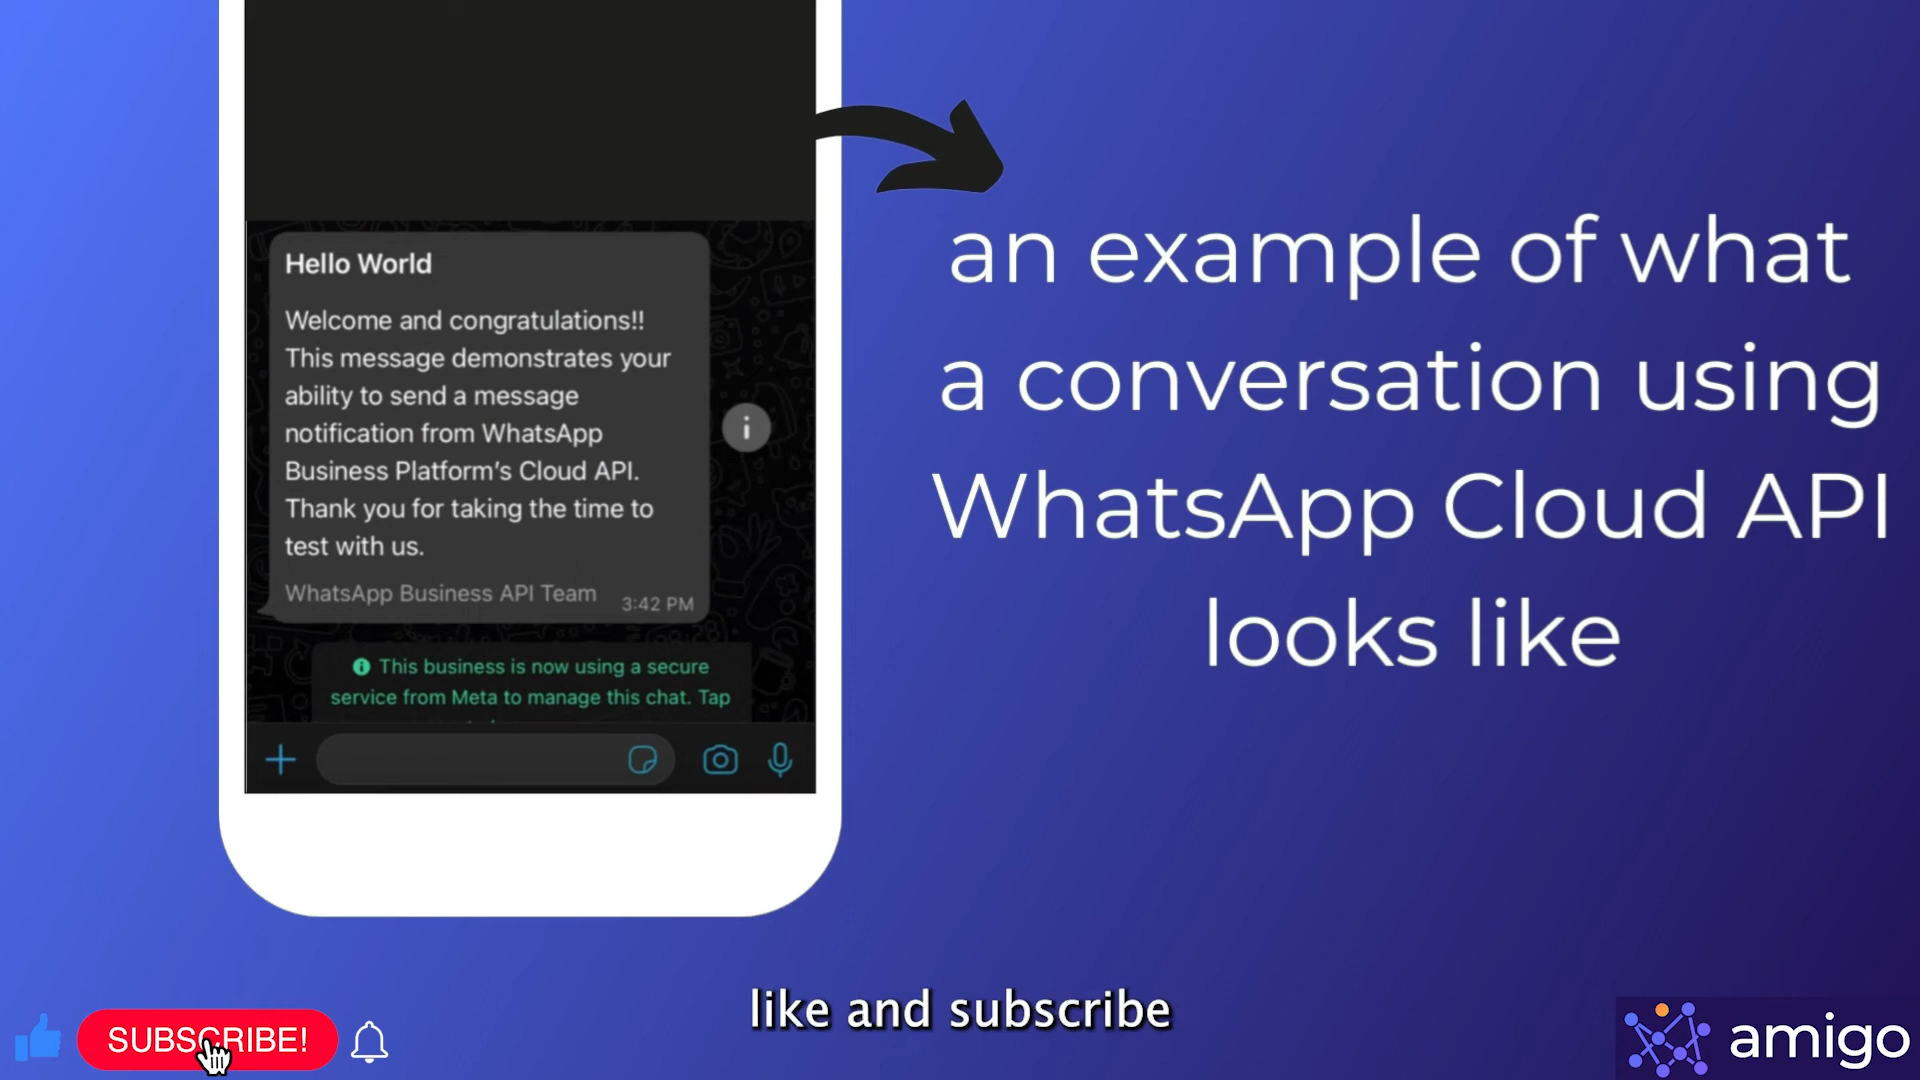 Hello World
Welcome and congratulations!!
This message demonstrates your
ability to send a message
notification from WhatsApp
Business Platform's Cloud API.
Thank you for taking the time to
test with us.
WhatsApp Business API Team
3:42 PM
This business is now using a secure
service from Meta to manage this chat. Tap
an example of what
a conversation using
WhatsApp Cloud API
looks like
like and subscribe
SUBSCRIBE!
amigo